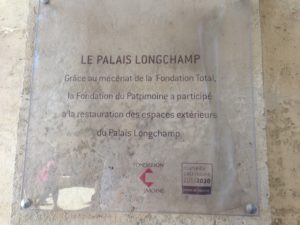 LE PALAIS LONGCHAMP
Grâce au mécénat de la Fondation Total,
la Fondation du Patrimoine a participé
à la restauration des espaces extérieurs
du Palais Longchamp.
FONDATION